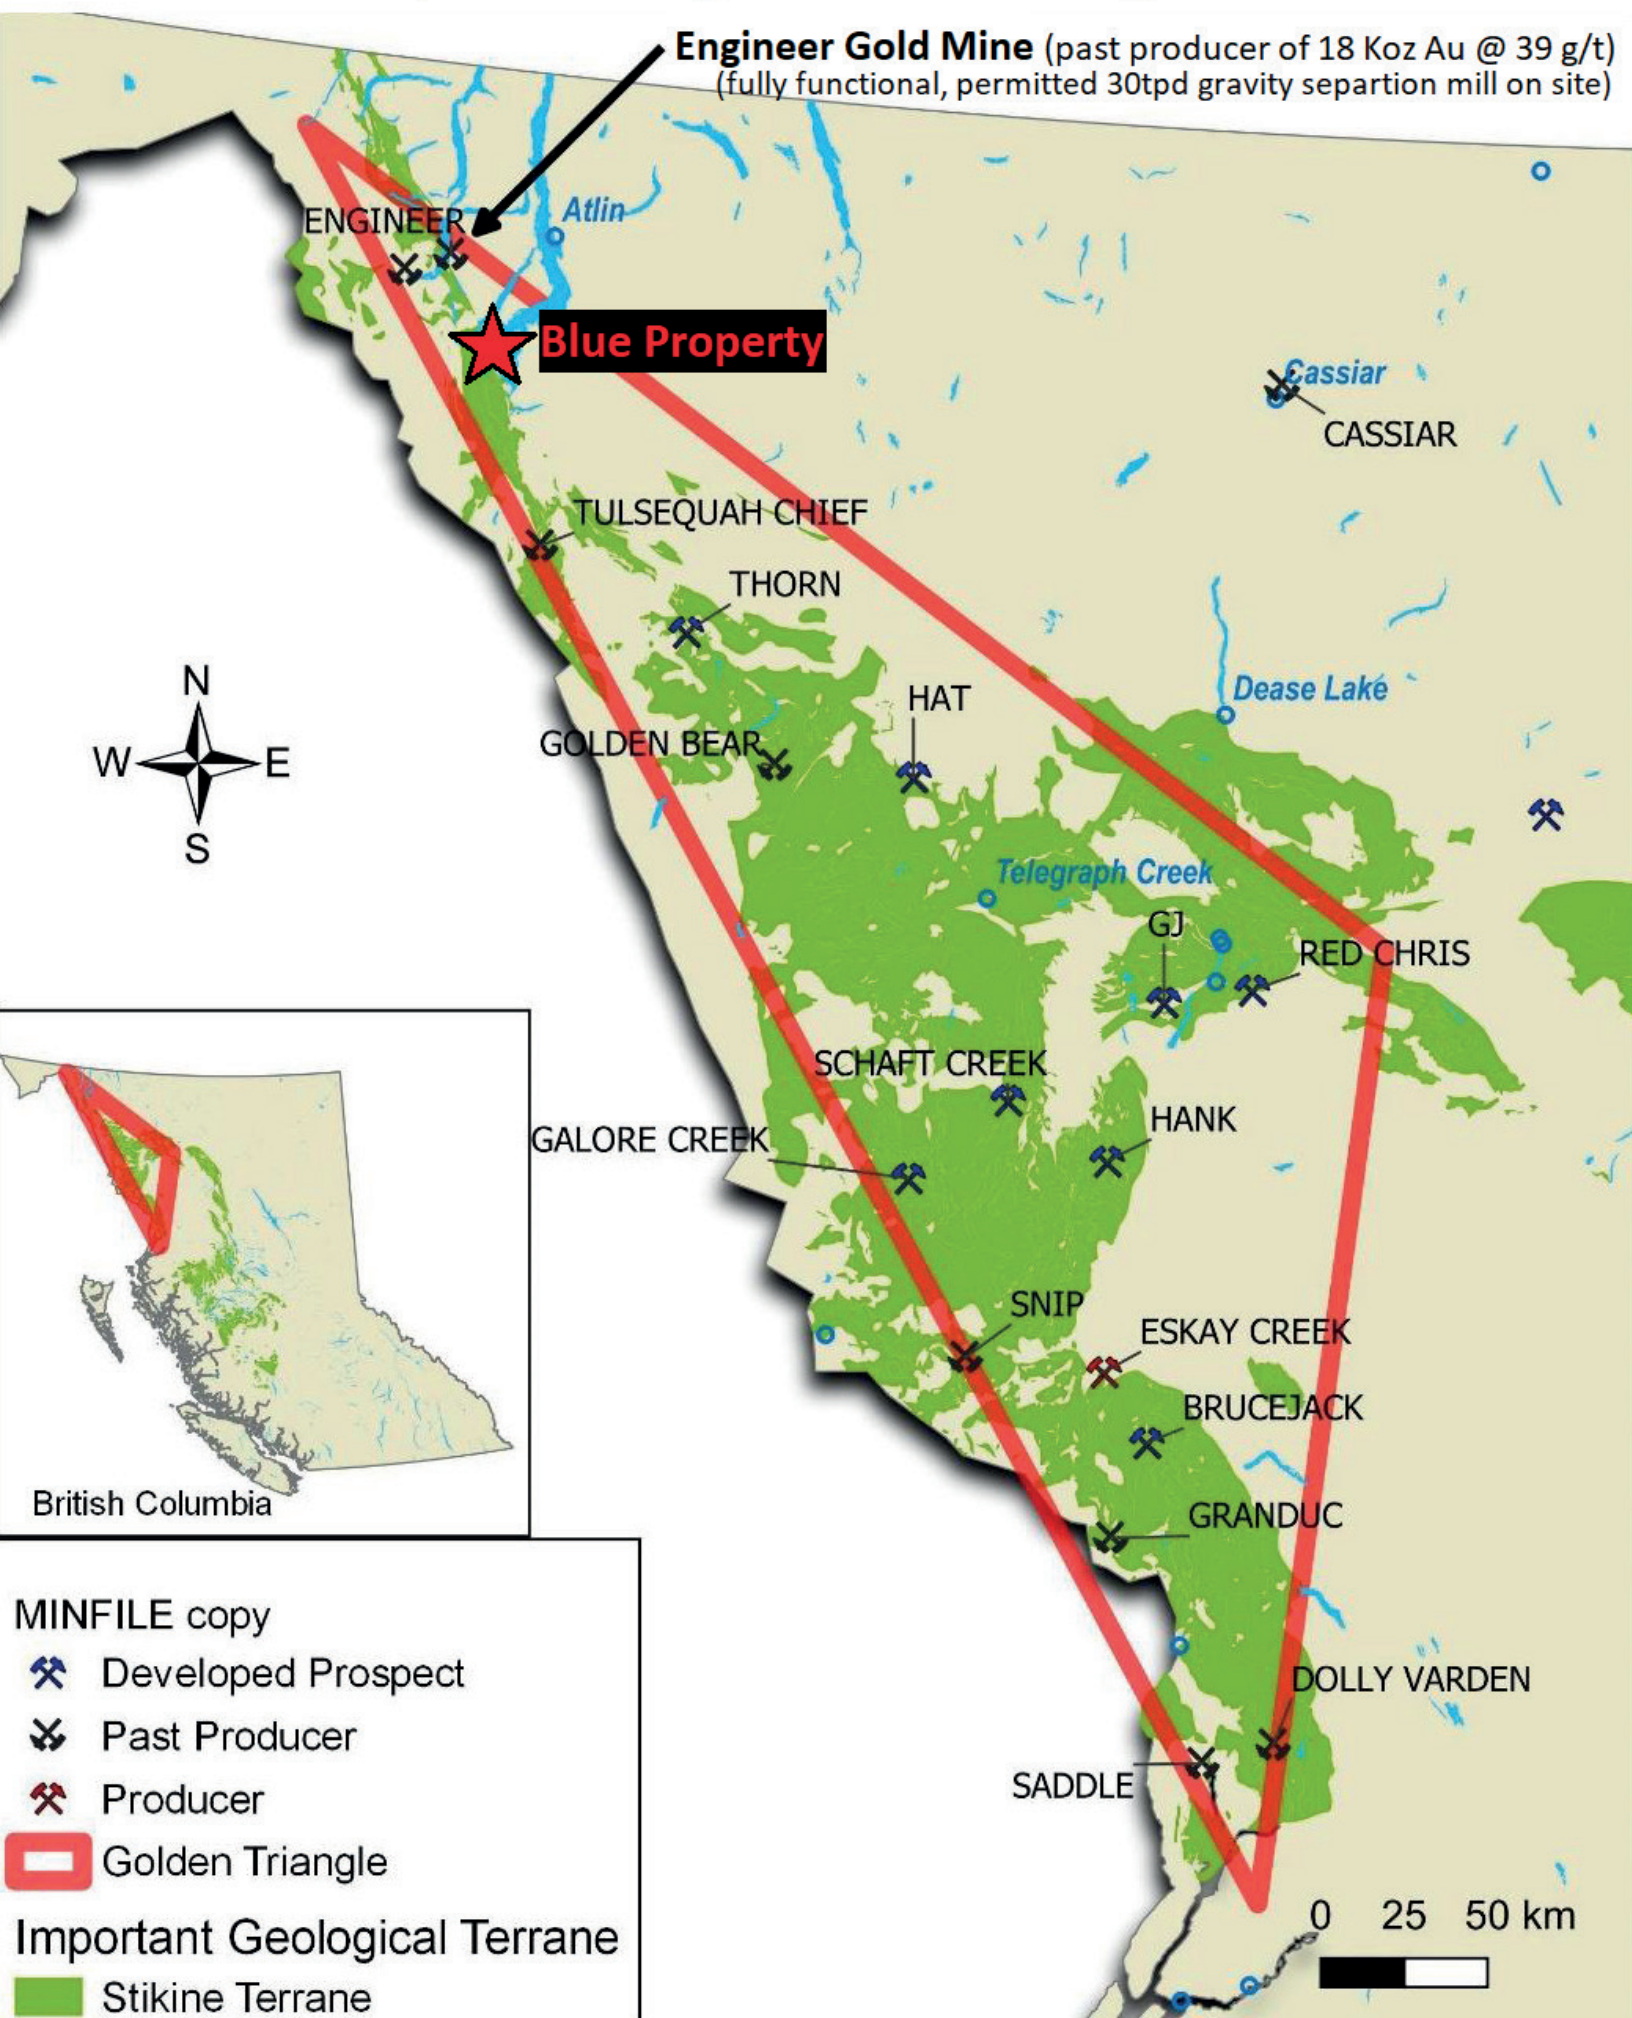 Engineer Gold Mine (past producer of 18 Koz Au @ 39 g/t)
(fully functional, permitted 30tpd gravity separtion mill on site)
ENGINEER
Atlin
Blue Property
Cassiar
CASSIAR
TULSEQUAH CHIEF
THORN
N
W
E
S
HAT
Dease Lake
GOLDEN BEAR
Telegraph Creek
GJ
RED CHRIS
SCHAFT CREEK
HANK
GALORE CREEK
SNIP
ESKAY CREEK
BRUCEJACK
British Columbia
GRANDUC
MINFILE copy
Developed Prospect
Past Producer
Producer
Golden Triangle
Important Geological Terrane
Stikine Terrane
DOLLY VARDEN
SADDLE
0 25 50 km